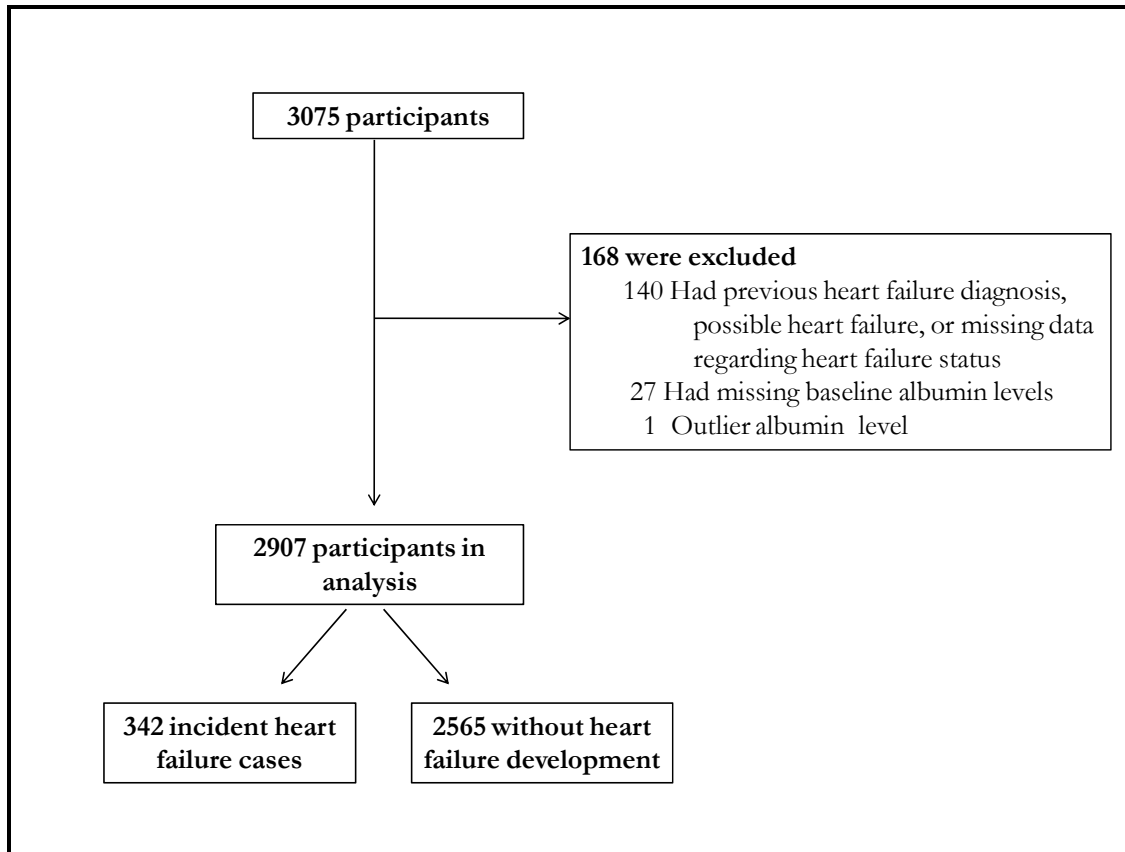 3075 participants
168 were excluded
140 Had previous heart failure diagnosis,
possible heart failure, or missing data
regarding heart failure status
27 Had missing baseline albumin levels
1 Outlier albumin level
2907 participants in
analysis
342 incident heart
failure cases
2565 without heart
failure development